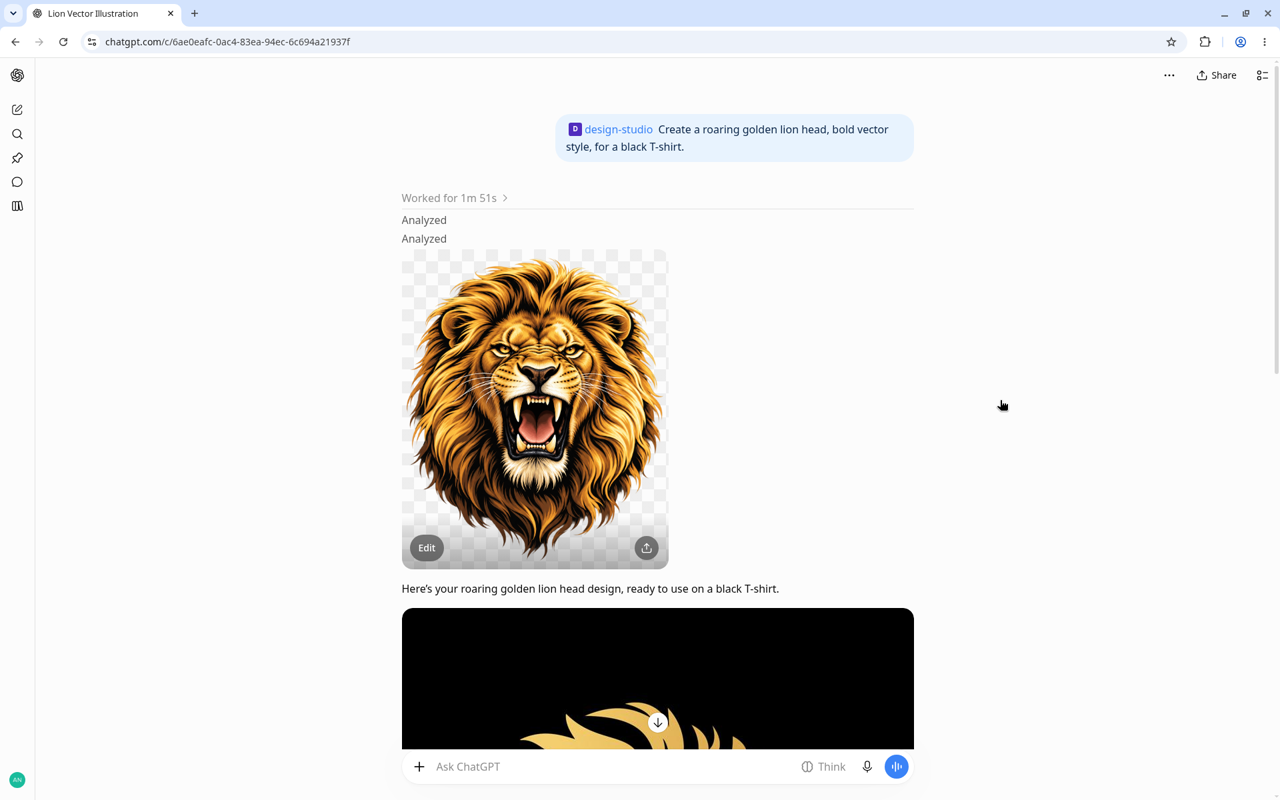 Lion Vector Illustration
chatgpt.com/c/6ae0eafc-0ac4-83ea-94ec-6c694a21937f
Share
D design-studio Create a roaring golden lion head, bold vector
style, for a black T-shirt.
Worked for 1m 51s
Analyzed
Analyzed
Edit
Here’s your roaring golden lion head design, ready to use on a black T-shirt.
Ask ChatGPT
Think
AN